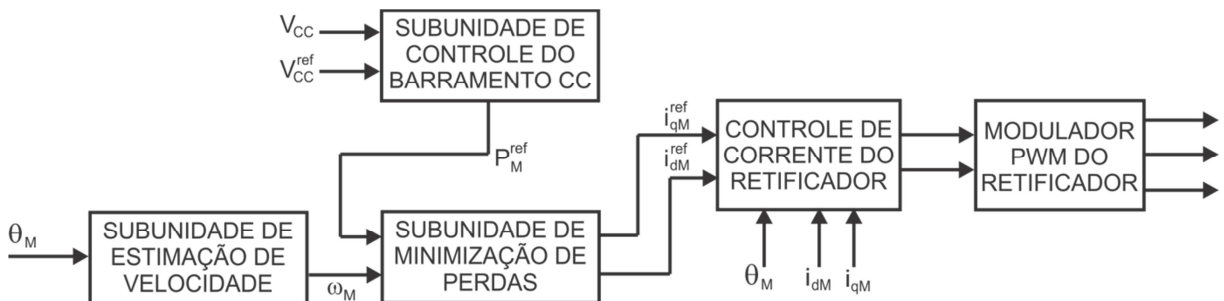 V_CC
V_CC^ref
SUBUNIDADE DE
CONTROLE DO
BARRAMENTO CC
P_M^ref
θ_M
SUBUNIDADE DE
ESTIMAÇÃO DE
VELOCIDADE
ω_M
SUBUNIDADE DE
MINIMIZAÇÃO DE
PERDAS
i_qM^ref
i_dM^ref
CONTROLE DE
CORRENTE DO
RETIFICADOR
θ_M
i_dM
i_qM
MODULADOR
PWM DO
RETIFICADOR